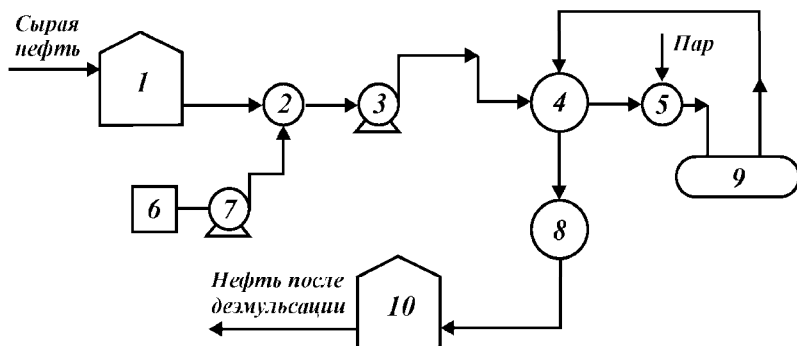 Сырая
нефть
Пар
1
2
3
4
5
9
6
7
8
Нефть после
деэмульсации
10